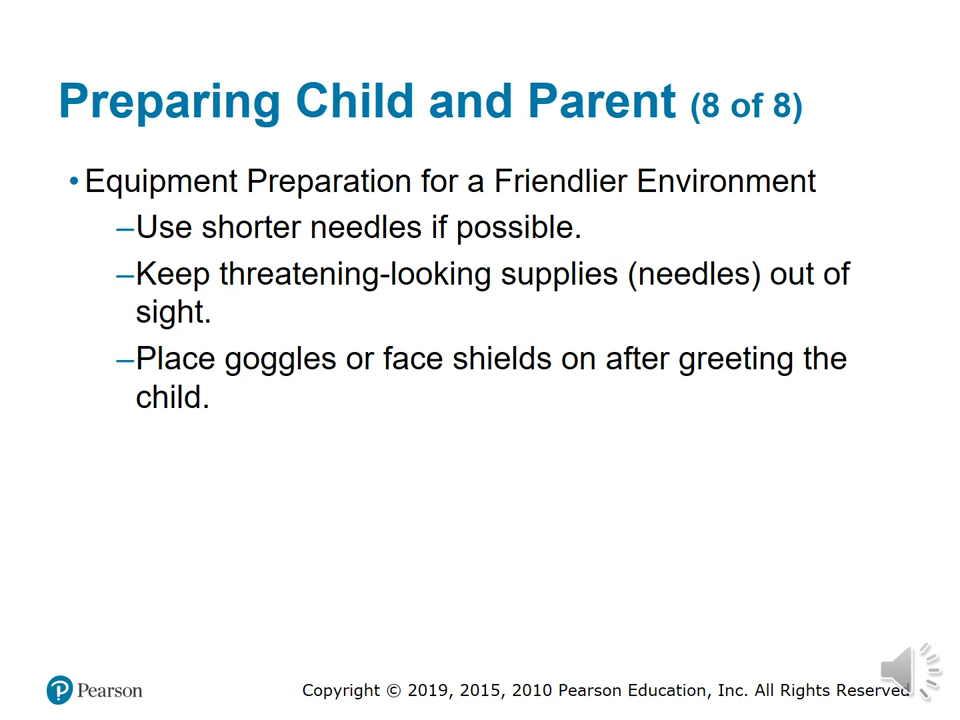 Preparing Child and Parent (8 of 8)
• Equipment Preparation for a Friendlier Environment
–Use shorter needles if possible.
–Keep threatening-looking supplies (needles) out of
sight.
–Place goggles or face shields on after greeting the
child.
Pearson
Copyright © 2019, 2015, 2010 Pearson Education, Inc. All Rights Reserved